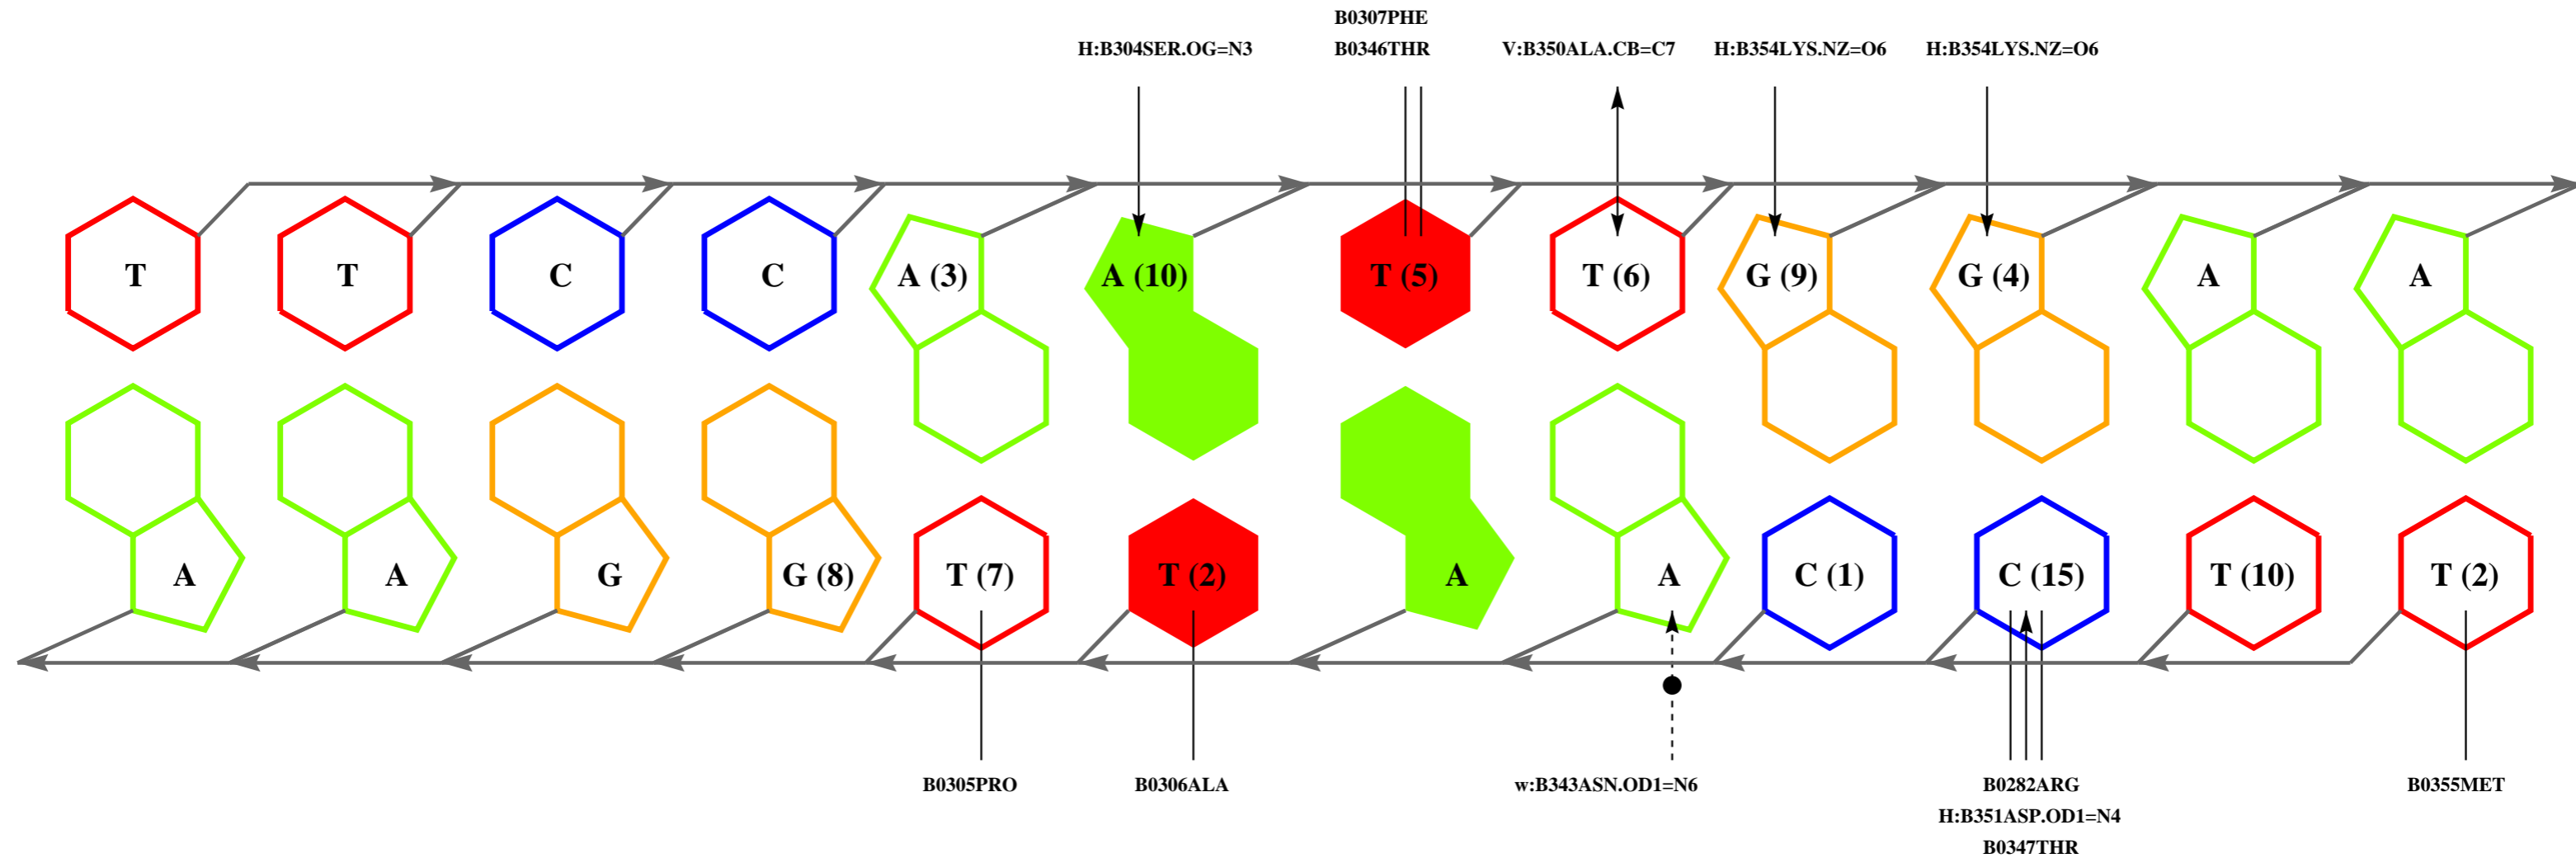 B0307PHE
H:B304SER.OG=N3 B0346THR V:B350ALA.CB=C7 H:B354LYS.NZ=O6 H:B354LYS.NZ=O6
T T C C A (3) A (10) T (5) T (6) G (9) G (4) A A
A A G G (8) T (7) T (2) A A C (1) C (15) T (10) T (2)
B0305PRO B0306ALA w:B343ASN.OD1=N6 B0282ARG B0355MET
H:B351ASP.OD1=N4
B0347THR